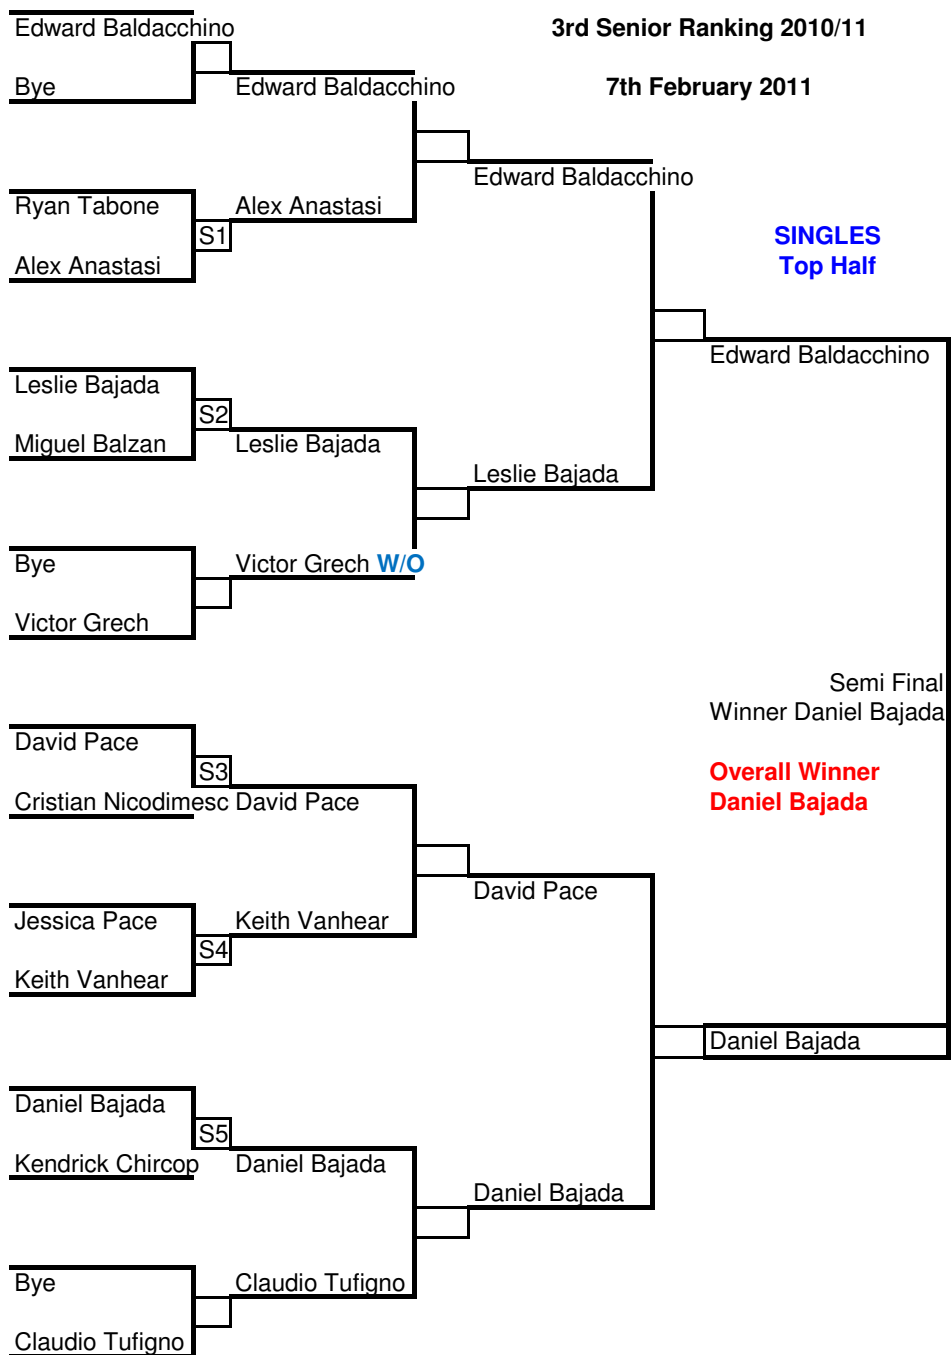 Edward Baldacchino
3rd Senior Ranking 2010/11
Bye
Edward Baldacchino
7th February 2011
Edward Baldacchino
Ryan Tabone
Alex Anastasi
S1
SINGLES
Alex Anastasi
Top Half
Edward Baldacchino
Leslie Bajada
S2
Miguel Balzan
Leslie Bajada
Leslie Bajada
Bye
Victor Grech W/O
Victor Grech
Semi Final
Winner Daniel Bajada
David Pace
S3
Overall Winner
Cristian Nicodimesc
David Pace
Daniel Bajada
David Pace
Jessica Pace
Keith Vanhear
S4
Keith Vanhear
Daniel Bajada
Daniel Bajada
S5
Kendrick Chircop
Daniel Bajada
Daniel Bajada
Bye
Claudio Tufigno
Claudio Tufigno